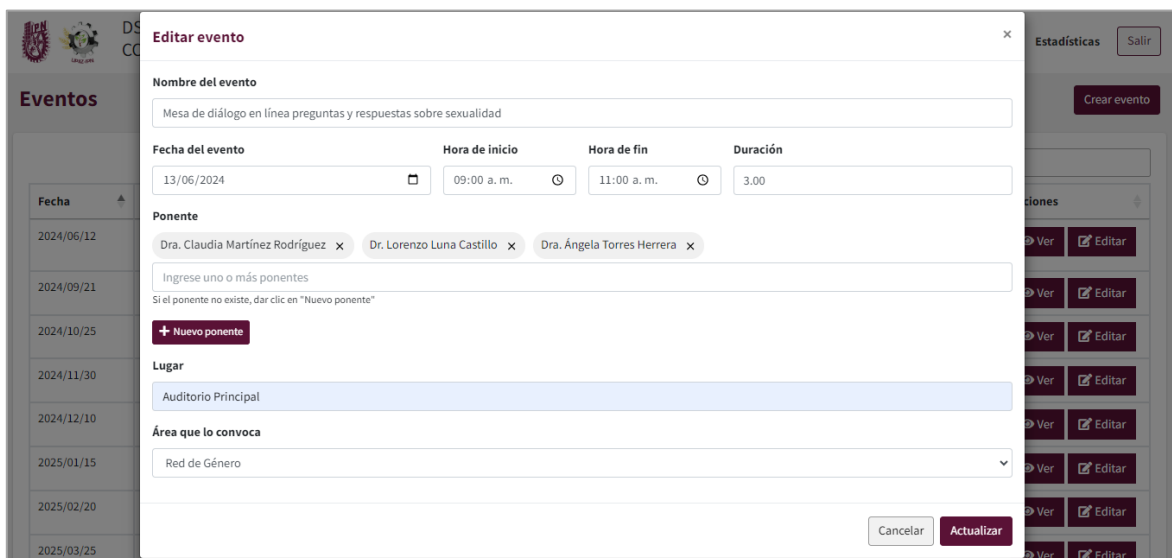 DS
CC
Editar evento ×
Estadísticas Salir
Eventos
Crear evento
Nombre del evento
Mesa de diálogo en línea preguntas y respuestas sobre sexualidad
Fecha del evento Hora de inicio Hora de fin Duración
13/06/2024 09:00 a. m. 11:00 a. m. 3.00
Ponente
Dra. Claudia Martínez Rodríguez × Dr. Lorenzo Luna Castillo × Dra. Ángela Torres Herrera ×
Ingrese uno o más ponentes
Si el ponente no existe, dar clic en "Nuevo ponente"
+ Nuevo ponente
Lugar
Auditorio Principal
Área que lo convoca
Red de Género
Cancelar Actualizar
Fecha ciones
2024/06/12 Ver Editar
2024/09/21 Ver Editar
2024/10/25 Ver Editar
2024/11/30 Ver Editar
2024/12/10 Ver Editar
2025/01/15 Ver Editar
2025/02/20 Ver Editar
2025/03/25 Ver Editar